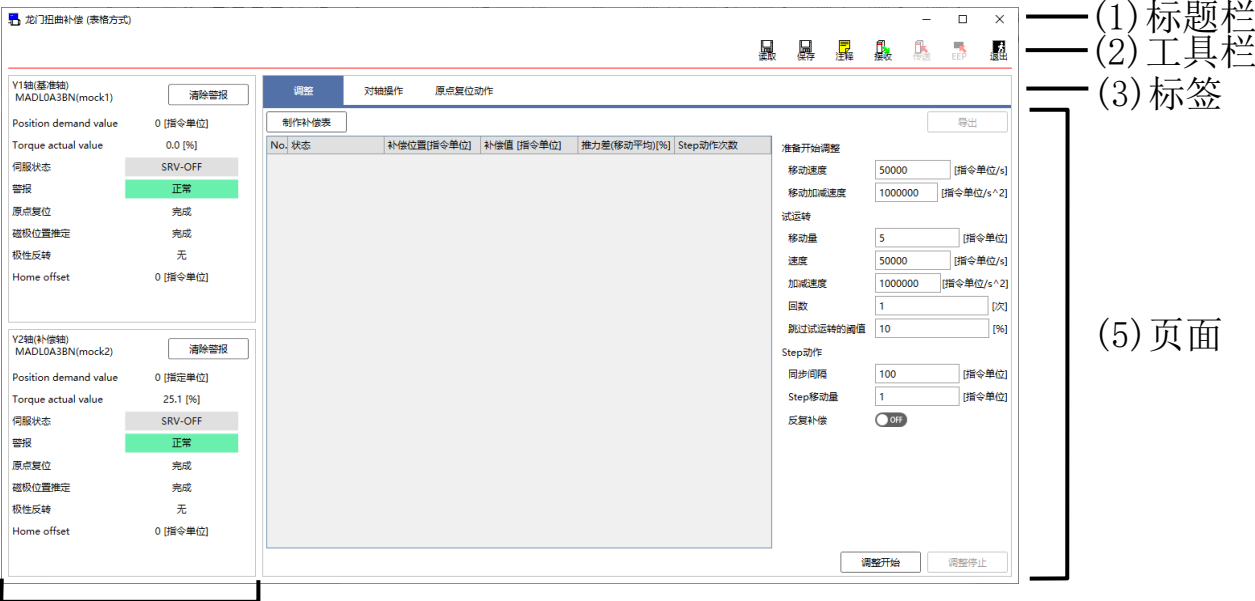 龙门扭曲补偿 (表格方式)
(1)标题栏
读取 保存 注释 接收 传送 EEP 退出
(2)工具栏
Y1轴(基准轴)
MADL0A3BN(mock1)
清除警报
Position demand value 0 [指令单位]
Torque actual value 0.0 [%]
伺服状态 SRV-OFF
警报 正常
原点复位 完成
磁极位置推定 完成
极性反转 无
Home offset 0 [指令单位]
Y2轴(补偿轴)
MADL0A3BN(mock2)
清除警报
Position demand value 0 [指定单位]
Torque actual value 25.1 [%]
伺服状态 SRV-OFF
警报 正常
原点复位 完成
磁极位置推定 完成
极性反转 无
Home offset 0 [指令单位]
调整 对轴操作 原点复位动作
(3)标签
制作补偿表 导出
No. 状态 补偿位置[指令单位] 补偿值 [指令单位] 推力差(移动平均)[%] Step动作次数
准备开始调整
移动速度 50000 [指令单位/s]
移动加减速度 1000000 [指令单位/s^2]
试运转
移动量 5 [指令单位]
速度 50000 [指令单位/s]
加减速度 1000000 [指令单位/s^2]
回数 1 [次]
跳过试运转的阈值 10 [%]
Step动作
同步间隔 100 [指令单位]
Step移动量 1 [指令单位]
反复补偿 OFF
(5)页面
调整开始 调整停止